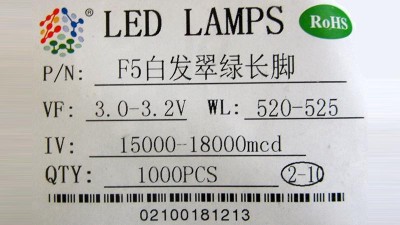 LED LAMPS RoHS
P/N: F5白发翠绿长脚
VF: 3.0-3.2V WL: 520-525
IV: 15000-18000mcd
QTY: 1000PCS 2-10
02100181213